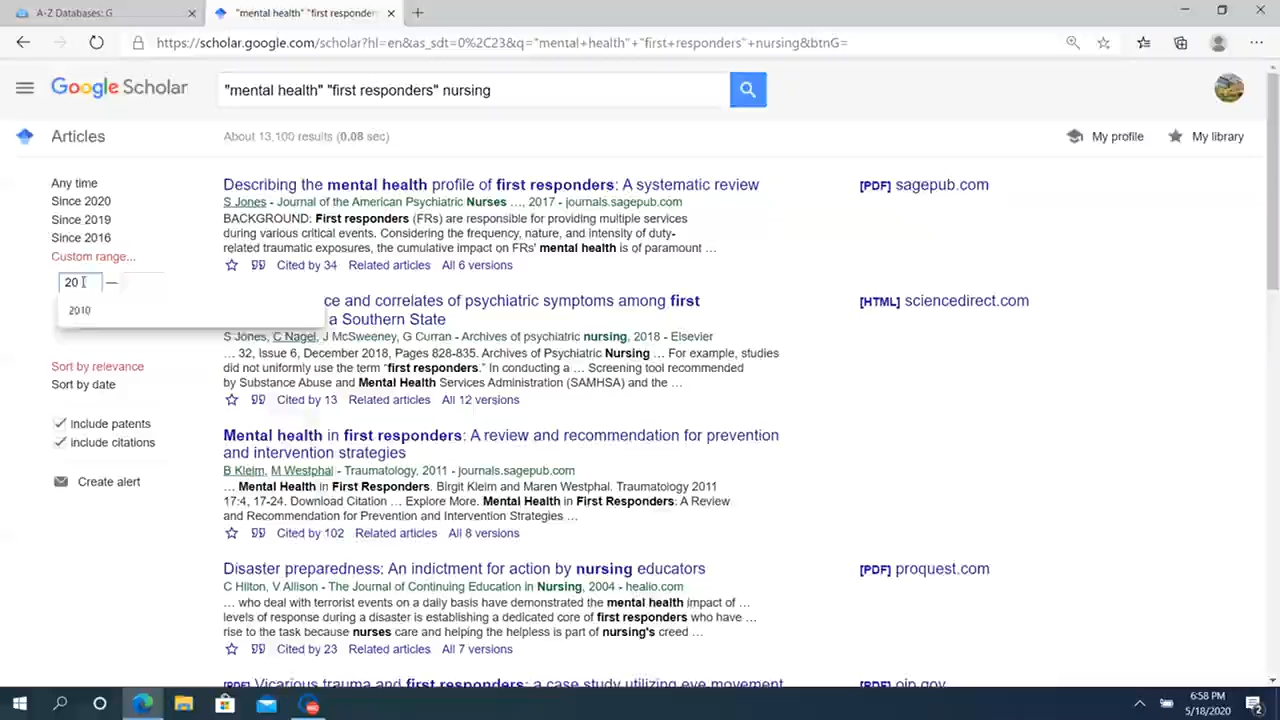 A-Z Databases: G
"mental health" "first responder
https://scholar.google.com/scholar?hl=en&as_sdt=0%2C23&q="mental+health"+"first+responders"+nursing&btnG=
Google Scholar
"mental health" "first responders" nursing
Articles
About 13,100 results (0.08 sec)
My profile
My library
Any time
Since 2020
Since 2019
Since 2016
Custom range...
20 —
2010
Sort by relevance
Sort by date
include patents
include citations
Create alert
Describing the mental health profile of first responders: A systematic review
S Jones - Journal of the American Psychiatric Nurses …, 2017 - journals.sagepub.com
BACKGROUND: First responders (FRs) are responsible for providing multiple services
during various critical events. Considering the frequency, nature, and intensity of duty-
related traumatic exposures, the cumulative impact on FRs' mental health is of paramount …
Cited by 34 Related articles All 6 versions
[PDF] sagepub.com
ce and correlates of psychiatric symptoms among first
a Southern State
S Jones, C Nagel, J McSweeney, G Curran - Archives of psychiatric nursing, 2018 - Elsevier
… 32, Issue 6, December 2018, Pages 828-835. Archives of Psychiatric Nursing … For example, studies
did not uniformly use the term “first responders.” In conducting a … Screening tool recommended
by Substance Abuse and Mental Health Services Administration (SAMHSA) and the …
Cited by 13 Related articles All 12 versions
[HTML] sciencedirect.com
Mental health in first responders: A review and recommendation for prevention
and intervention strategies
B Kleim, M Westphal - Traumatology, 2011 - journals.sagepub.com
… Mental Health in First Responders. Birgit Kleim and Maren Westphal. Traumatology 2011
17:4, 17-24. Download Citation … Explore More. Mental Health in First Responders: A Review
and Recommendation for Prevention and Intervention Strategies …
Cited by 102 Related articles All 8 versions
Disaster preparedness: An indictment for action by nursing educators
C Hilton, V Allison - The Journal of Continuing Education in Nursing, 2004 - healio.com
… who deal with terrorist events on a daily basis have demonstrated the mental health impact of …
levels of response during a disaster is establishing a dedicated core of first responders who have …
rise to the task because nurses care and helping the helpless is part of nursing's creed …
Cited by 23 Related articles All 7 versions
[PDF] proquest.com
[PDF] Vicarious trauma and first responders: a case study utilizing eye movement
[PDF] ojp.gov
6:58 PM
5/18/2020
2